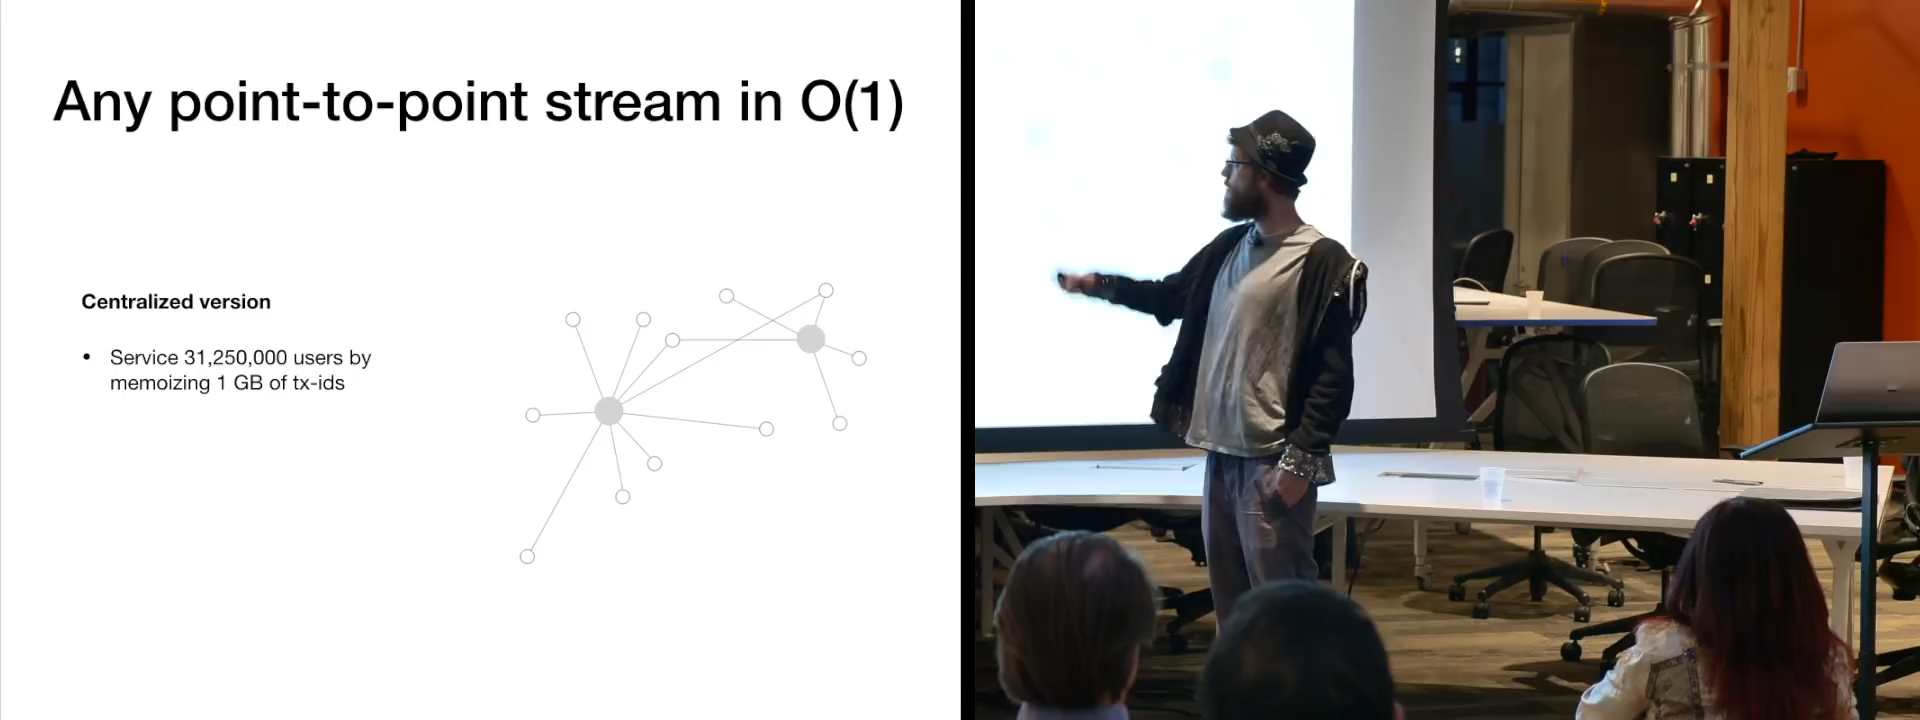 Any point-to-point stream in O(1)
Centralized version
• Service 31,250,000 users by
memoizing 1 GB of tx-ids